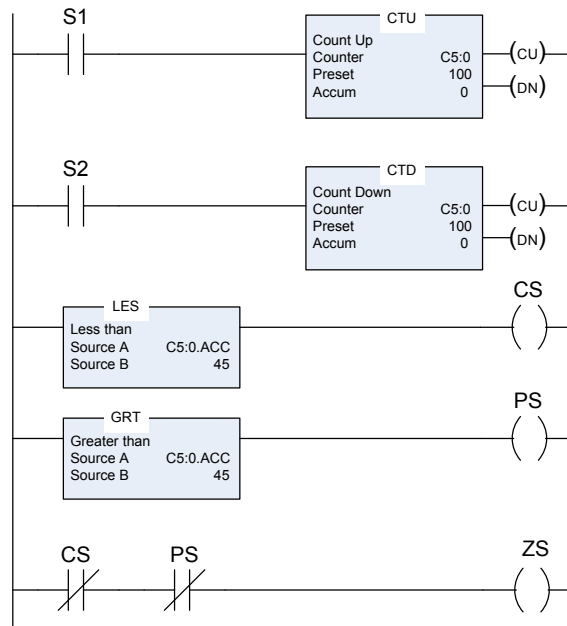 S1
CTU
Count Up
Counter C5:0
Preset 100
Accum 0
(CU)
(DN)
S2
CTD
Count Down
Counter C5:0
Preset 100
Accum 0
(CU)
(DN)
LES
Less than
Source A C5:0.ACC
Source B 45
CS
GRT
Greater than
Source A C5:0.ACC
Source B 45
PS
CS PS ZS